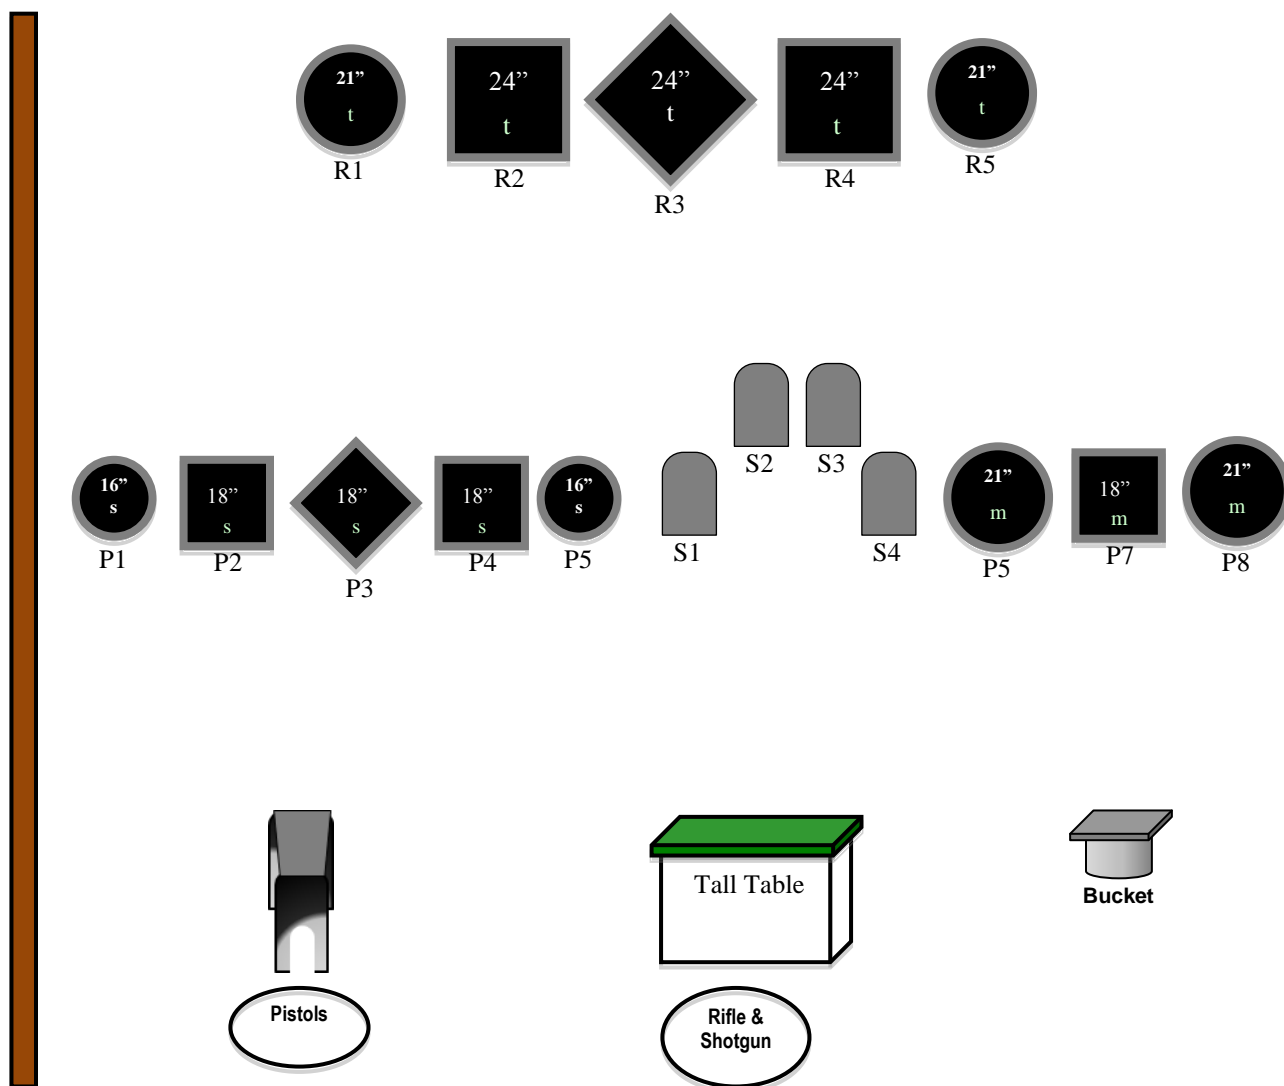 21”
t
R1
24”
t
R2
24”
t
R3
24”
t
R4
21”
t
R5
16”
s
P1
18”
s
P2
18”
s
P3
18”
s
P4
16”
s
P5
S1
S2
S3
S4
21”
m
P5
18”
m
P7
21”
m
P8
Tall Table
Bucket
Pistols
Rifle &
Shotgun